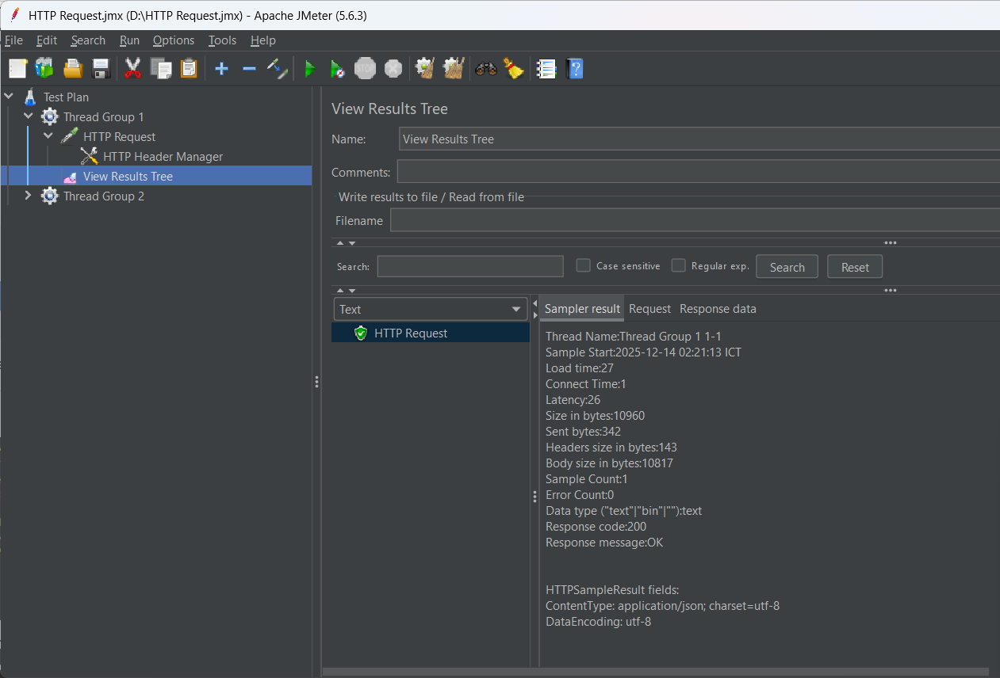 HTTP Request.jmx (D:\HTTP Request.jmx) - Apache JMeter (5.6.3)
File Edit Search Run Options Tools Help
STOP
Test Plan
Thread Group 1
HTTP Request
HTTP Header Manager
View Results Tree
Thread Group 2
View Results Tree
Name: View Results Tree
Comments:
Write results to file / Read from file
Filename
Search: Case sensitive Regular exp. Search Reset
Text
HTTP Request
Sampler result Request Response data
Thread Name:Thread Group 1 1-1
Sample Start:2025-12-14 02:21:13 ICT
Load time:27
Connect Time:1
Latency:26
Size in bytes:10960
Sent bytes:342
Headers size in bytes:143
Body size in bytes:10817
Sample Count:1
Error Count:0
Data type ("text"|"bin"|""):text
Response code:200
Response message:OK
HTTPSampleResult fields:
ContentType: application/json; charset=utf-8
DataEncoding: utf-8